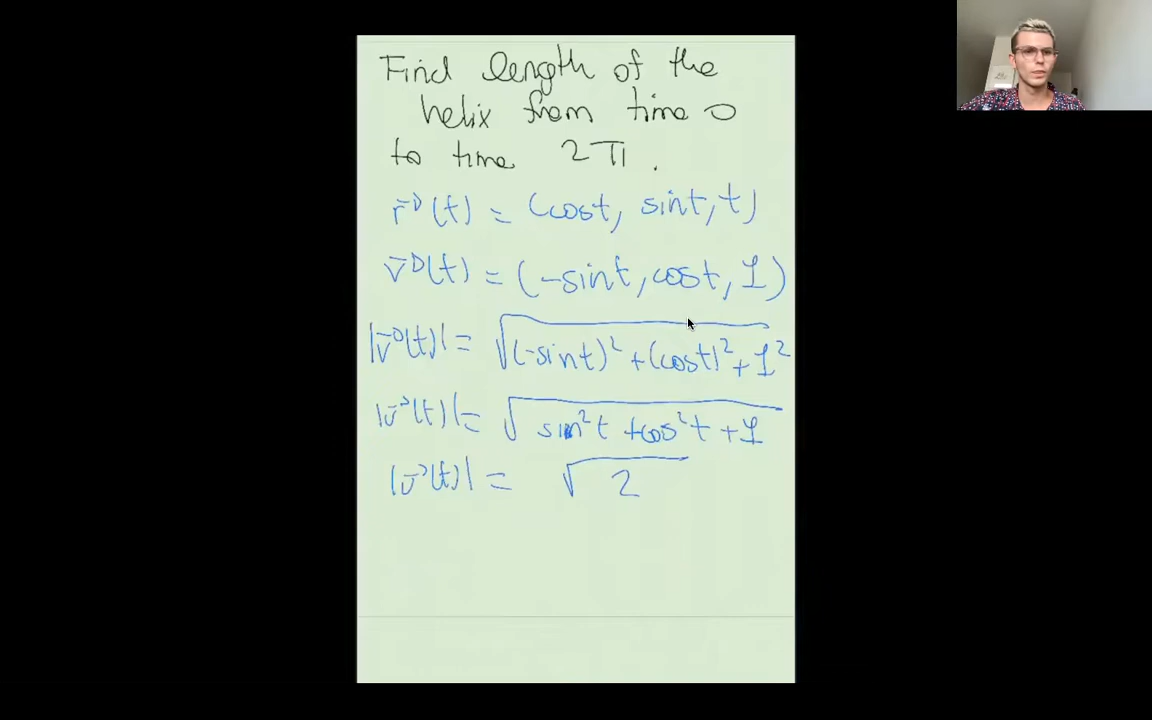 Find length of the
helix from time 0
to time 2π.
r⃗(t) = (cost, sint, t)
v⃗(t) = (-sint, cost, 1)
|v⃗(t)| = √((-sint)² + (cost)² + 1²)
|v⃗(t)| = √(sin²t + cos²t + 1)
|v⃗(t)| = √2